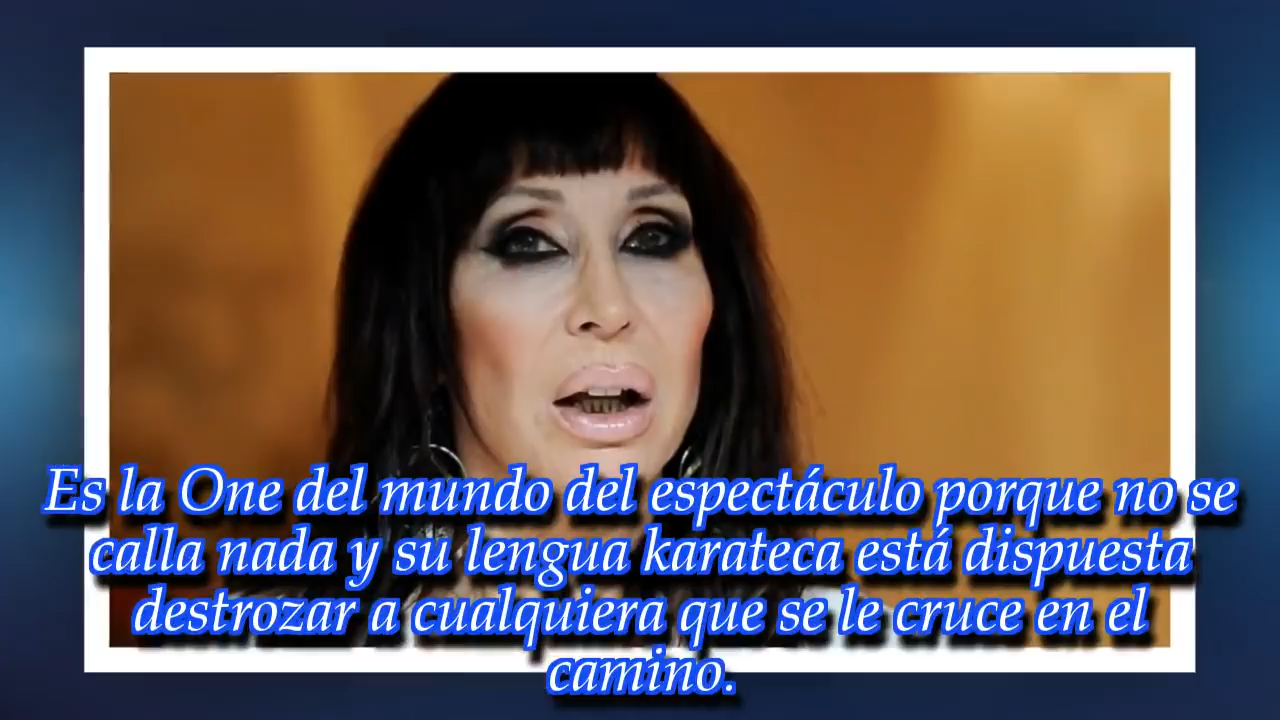 Es la One del mundo del espectáculo porque no se
calla nada y su lengua karateca está dispuesta
destrozar a cualquiera que se le cruce en el
camino.